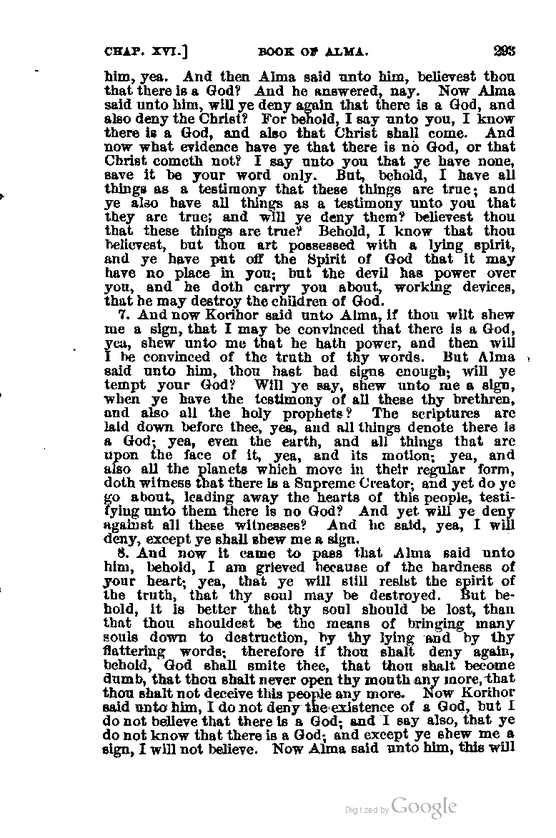 CHAP. XVI.] BOOK OF ALMA. 293
him, yea. And then Alma said unto him, believest thou
that there is a God? And he answered, nay. Now Alma
said unto him, will ye deny again that there is a God, and
also deny the Christ? For behold, I say unto you, I know
there is a God, and also that Christ shall come. And
now what evidence have ye that there is no God, or that
Christ cometh not? I say unto you that ye have none,
save it be your word only. But, behold, I have all
things as a testimony that these things are true; and
ye also have all things as a testimony unto you that
they are true; and will ye deny them? believest thou
that these things are true? Behold, I know that thou
believest, but thou art possessed with a lying spirit,
and ye have put off the Spirit of God that it may
have no place in you; but the devil has power over
you, and he doth carry you about, working devices,
that he may destroy the children of God.
7. And now Korihor said unto Alma, if thou wilt shew
me a sign, that I may be convinced that there is a God,
yea, shew unto me that he hath power, and then will
I be convinced of the truth of thy words. But Alma
said unto him, thou hast had signs enough; will ye
tempt your God? Will ye say, shew unto me a sign,
when ye have the testimony of all these thy brethren,
and also all the holy prophets? The scriptures are
laid down before thee, yea, and all things denote there is
a God; yea, even the earth, and all things that are
upon the face of it, yea, and its motion; yea, and
also all the planets which move in their regular form,
doth witness that there is a Supreme Creator; and yet do ye
go about, leading away the hearts of this people, testi-
fying unto them there is no God? And yet will ye deny
against all these witnesses? And he said, yea, I will
deny, except ye shall shew me a sign.
8. And now it came to pass that Alma said unto
him, behold, I am grieved because of the hardness of
your heart; yea, that ye will still resist the spirit of
the truth, that thy soul may be destroyed. But be-
hold, it is better that thy soul should be lost, than
that thou shouldest be the means of bringing many
souls down to destruction, by thy lying and by thy
flattering words; therefore if thou shalt deny again,
behold, God shall smite thee, that thou shalt become
dumb, that thou shalt never open thy mouth any more, that
thou shalt not deceive this people any more. Now Korihor
said unto him, I do not deny the existence of a God, but I
do not believe that there is a God; and I say also, that ye
do not know that there is a God; and except ye shew me a
sign, I will not believe. Now Alma said unto him, this will
Digitized by Google